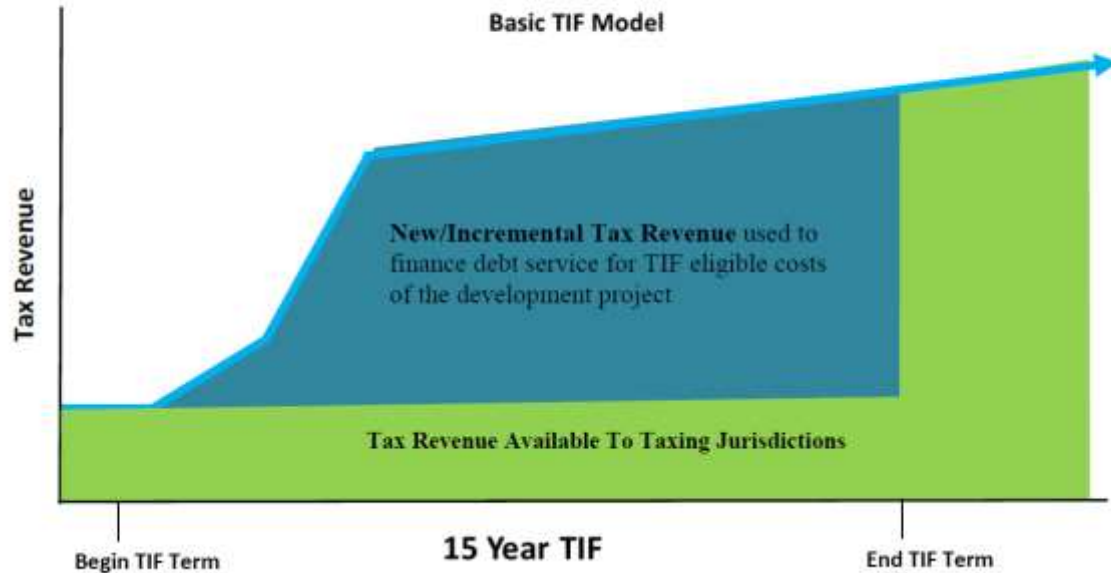 Basic TIF Model
Tax Revenue
New/Incremental Tax Revenue used to
finance debt service for TIF eligible costs
of the development project
Tax Revenue Available To Taxing Jurisdictions
Begin TIF Term
15 Year TIF
End TIF Term